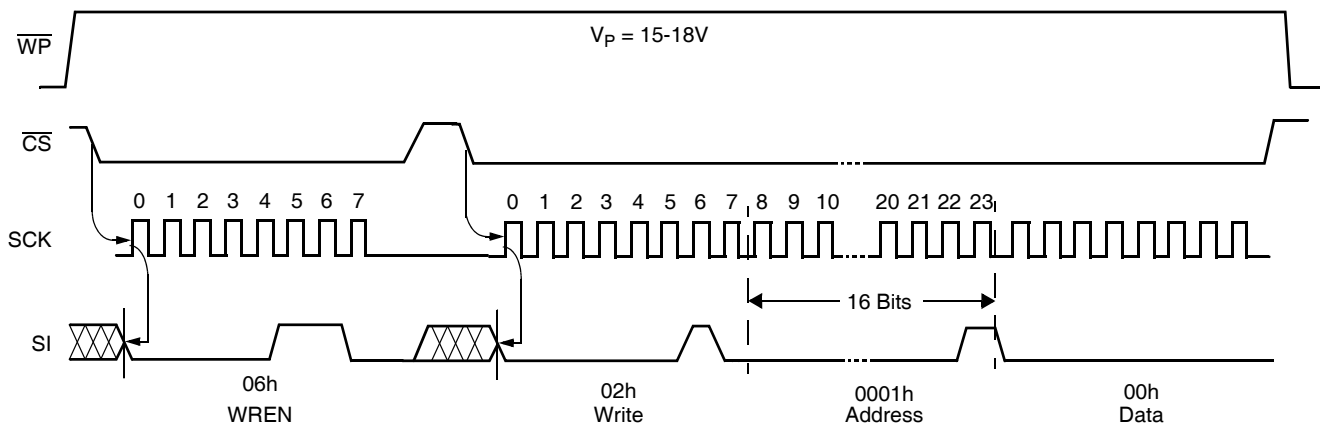 WP
V_P = 15-18V
CS
0 1 2 3 4 5 6 7 0 1 2 3 4 5 6 7 8 9 10 20 21 22 23
SCK
16 Bits
SI
06h 02h 0001h 00h
WREN Write Address Data